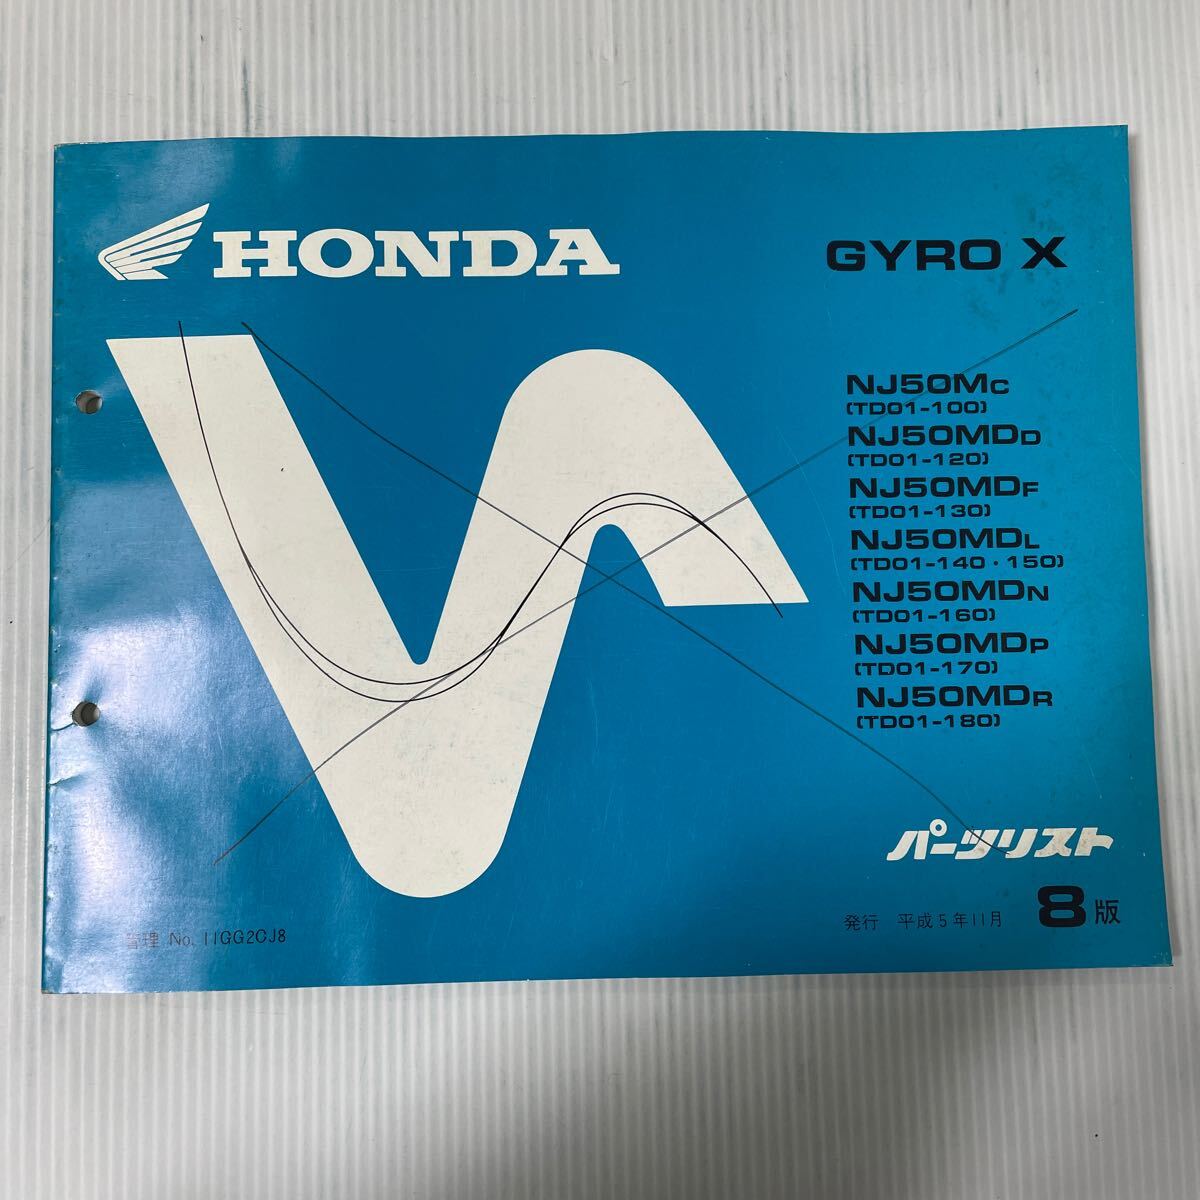 HONDA
GYRO X
NJ50MC
(TD01-100)
NJ50MDD
(TD01-120)
NJ50MDF
(TD01-130)
NJ50MDL
(TD01-140・150)
NJ50MDN
(TD01-160)
NJ50MDP
(TD01-170)
NJ50MDR
(TD01-180)
パーツリスト
発行 平成5年11月 8版
管理 No. 11GG2CJ8